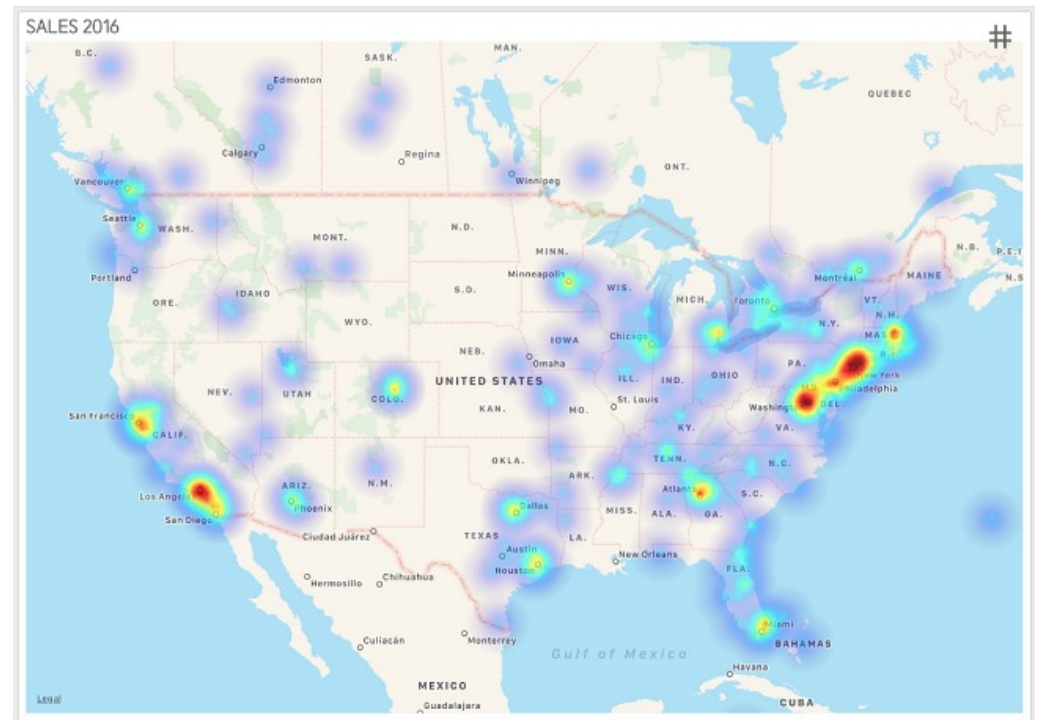 SALES 2016
B.C.
SASK.
MAN.
Edmonton
QUEBEC
Calgary
Regina
ONT.
Vancouver
Winnipeg
Seattle
WASH.
N.D.
MONT.
MINN.
N.B.
P.E.I
Portland
Minneapolis
Montréal
MAINE
N.S
IDAHO
S.D.
WIS.
ORE.
MICH.
Toronto
VT.
N.H.
WYO.
N.Y.
Chicago
IOWA
MAS
NEB.
Omaha
PA.
UNITED STATES
ILL.
IND.
OHIO
New York
NEV.
UTAH
COLO.
MD.
Philadelphia
KAN.
MO.
St. Louis
Washing
DEL.
San Francisco
CALIF.
KY.
VA.
OKLA.
TENN.
N.C.
ARIZ.
N.M.
ARK.
Los Angele
Atlanta
S.C.
Phoenix
Dallas
MISS.
ALA.
GA.
San Diego
Ciudad Juárez
TEXAS
LA.
Austin
New Orleans
Houston
FLA.
Hermosillo
Chihuahua
Miami
Culiacán
Monterrey
BAHAMAS
Gulf of Mexico
Havana
MEXICO
Legal
CUBA
Guadalajara